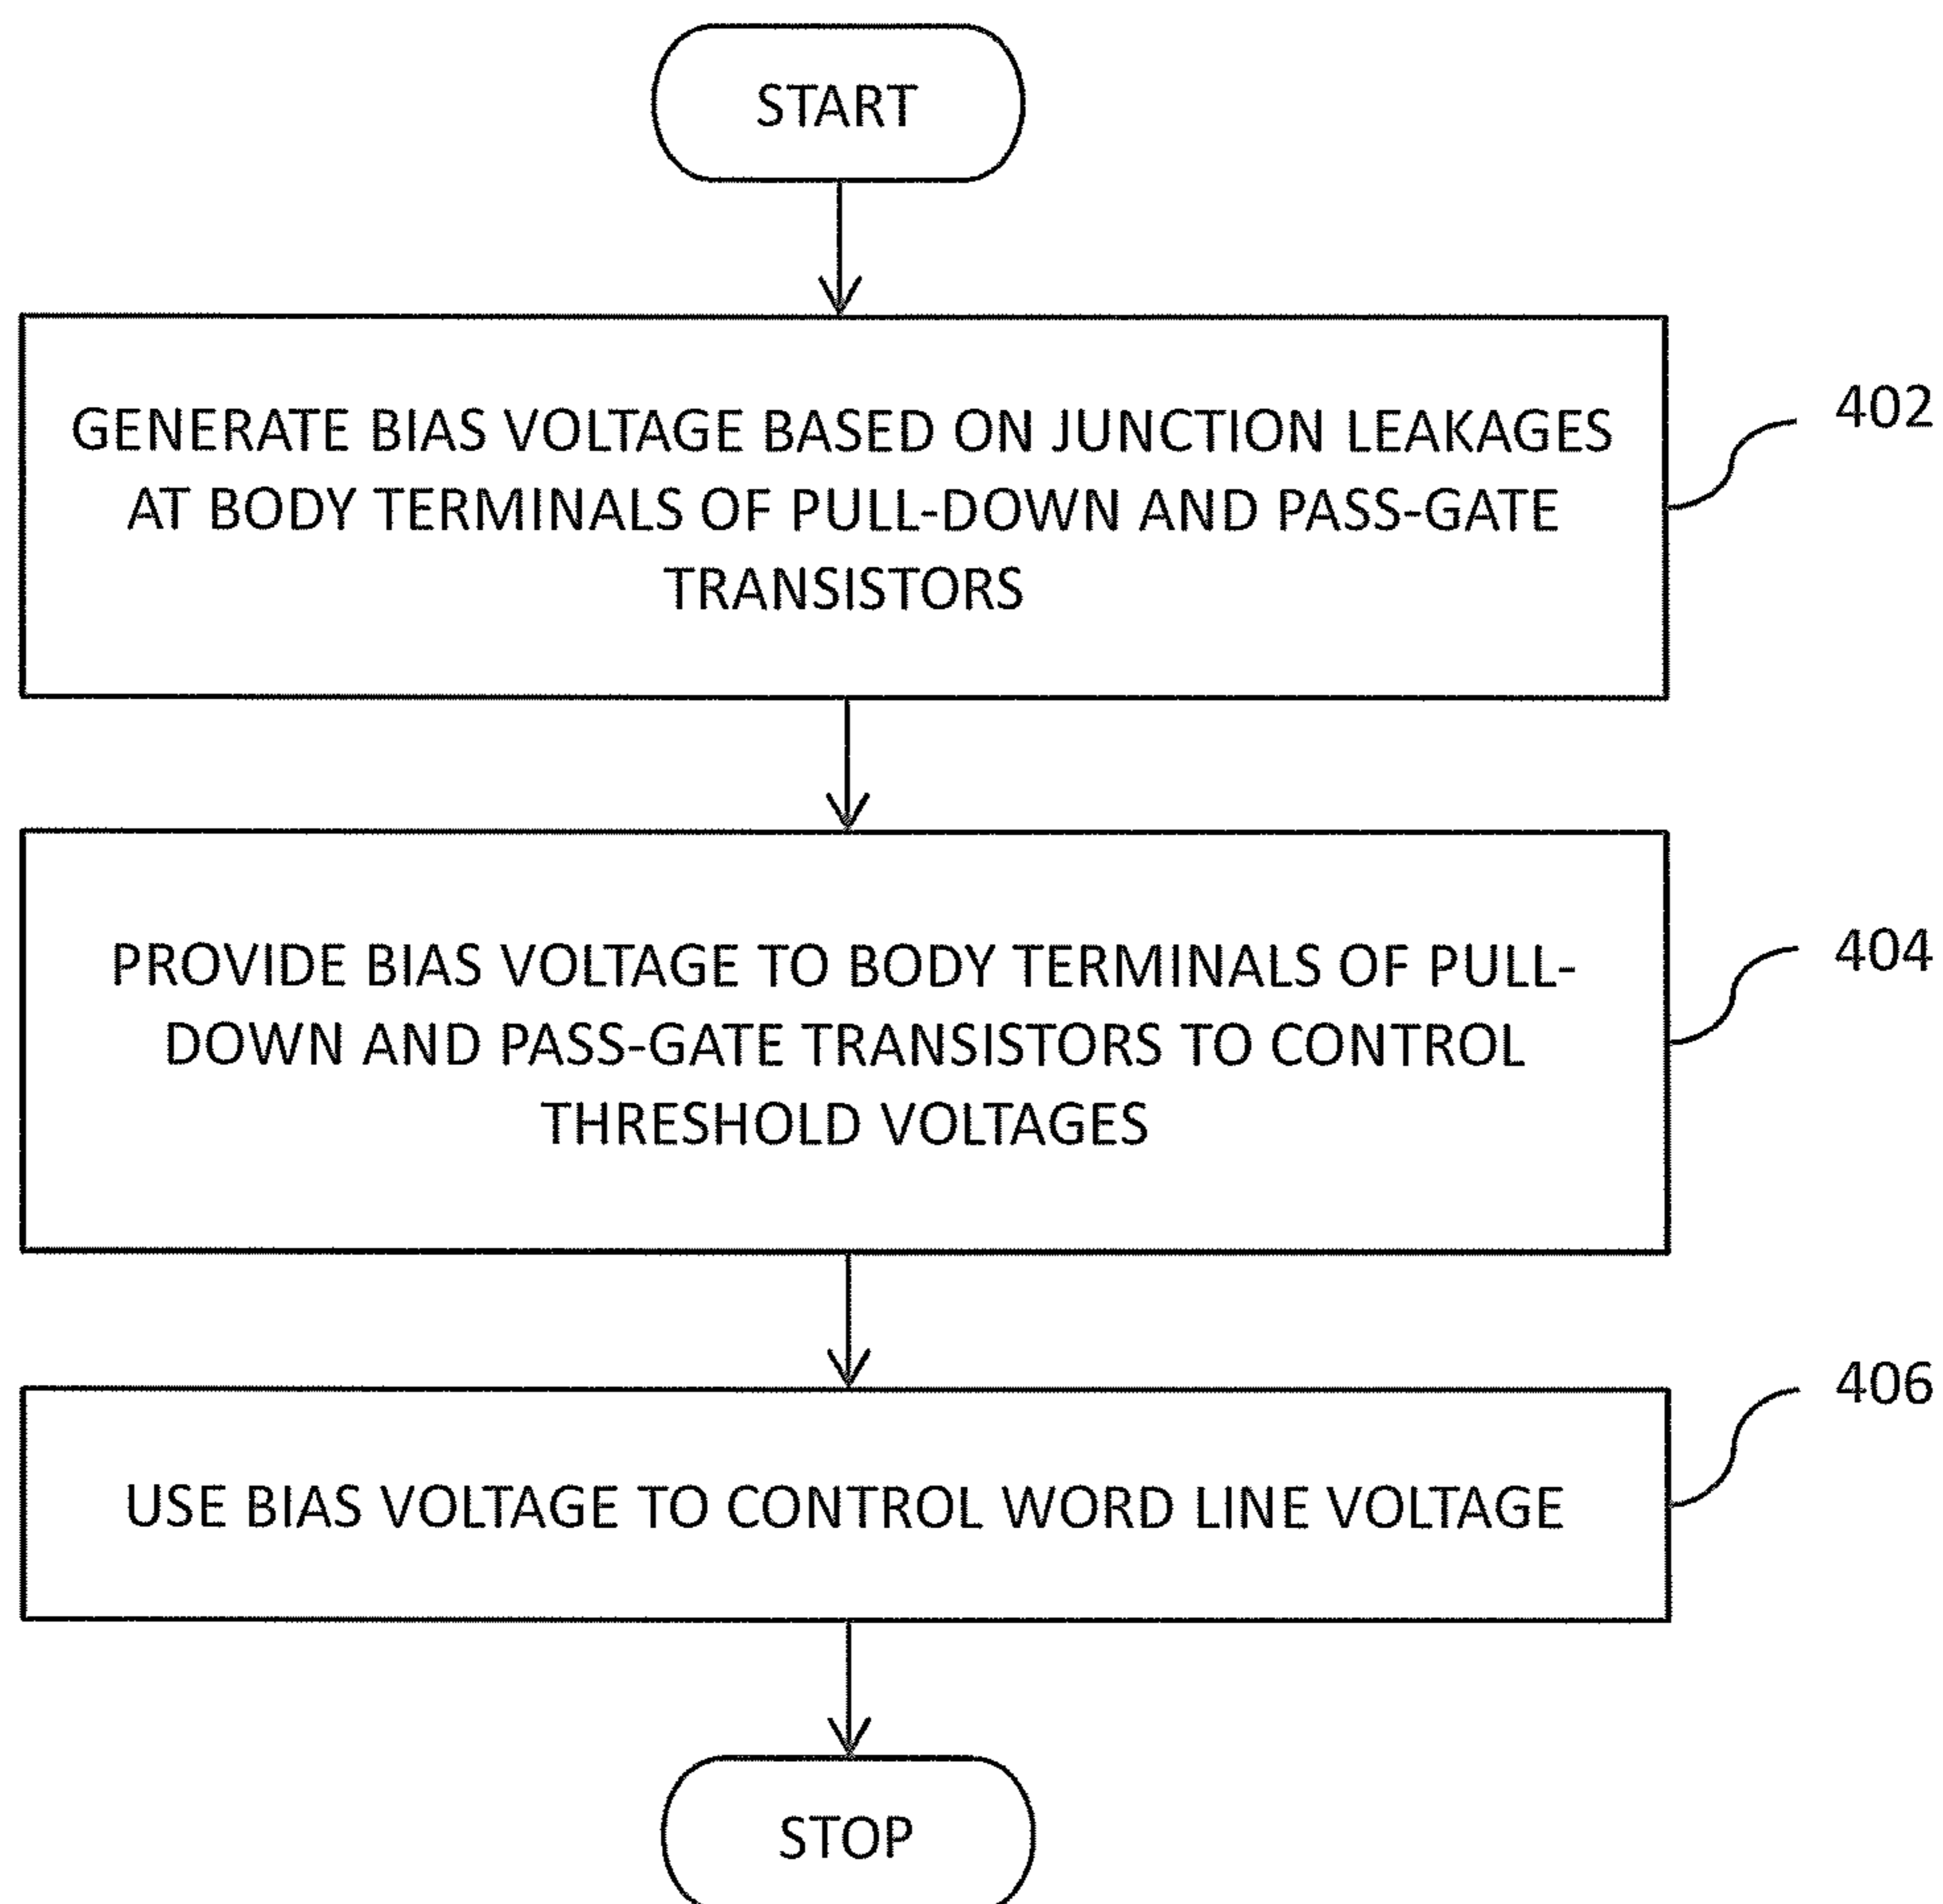 START
GENERATE BIAS VOLTAGE BASED ON JUNCTION LEAKAGES
AT BODY TERMINALS OF PULL-DOWN AND PASS-GATE
TRANSISTORS
402
PROVIDE BIAS VOLTAGE TO BODY TERMINALS OF PULL-
DOWN AND PASS-GATE TRANSISTORS TO CONTROL
THRESHOLD VOLTAGES
404
USE BIAS VOLTAGE TO CONTROL WORD LINE VOLTAGE
406
STOP